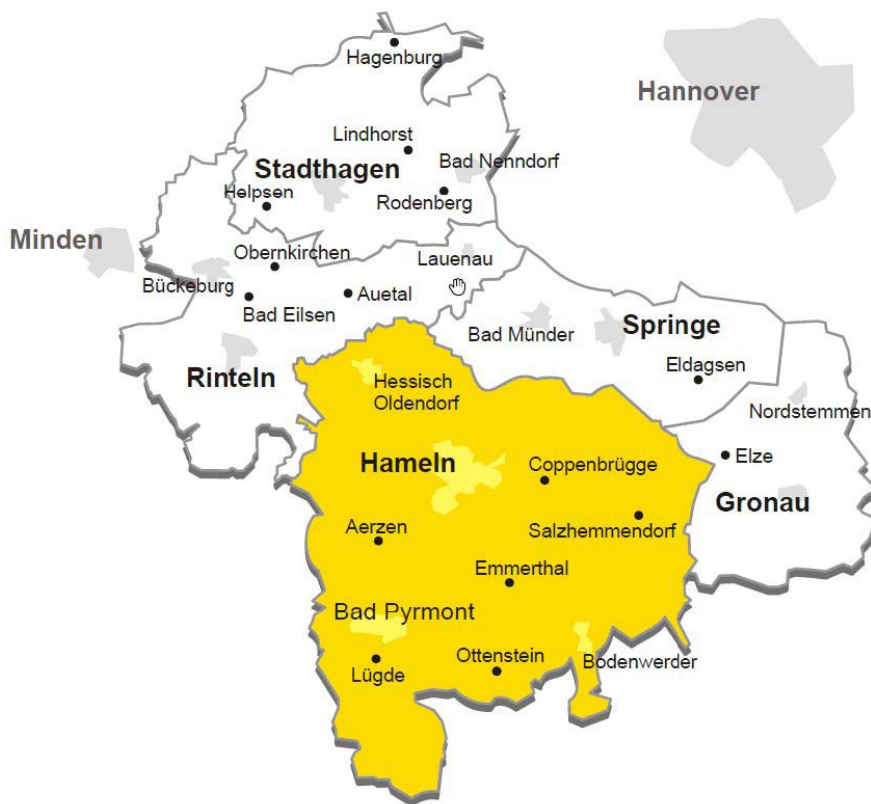 Hagenburg
Hannover
Lindhorst
Stadthagen
Bad Nenndorf
Helpsen
Rodenberg
Minden
Obernkirchen
Lauenau
Bückeburg
Auetal
Bad Eilsen
Bad Münder
Springe
Rinteln
Eldagsen
Hessisch
Oldendorf
Nordstemmen
Hameln
Coppenbrügge
Elze
Gronau
Aerzen
Salzhemmendorf
Emmerthal
Bad Pyrmont
Ottenstein
Bodenwerder
Lügde